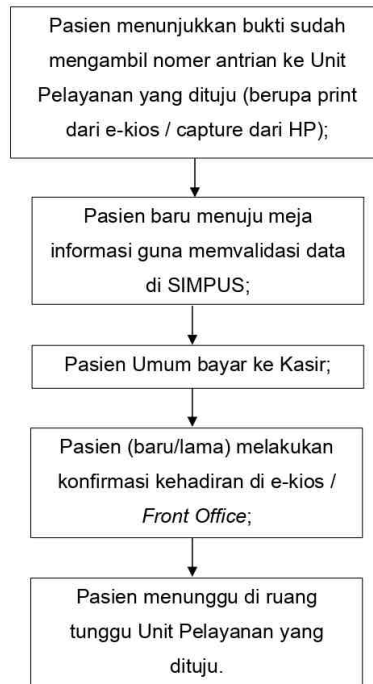 Pasien menunjukkan bukti sudah
mengambil nomer antrian ke Unit
Pelayanan yang dituju (berupa print
dari e-kios / capture dari HP);
Pasien baru menuju meja
informasi guna memvalidasi data
di SIMPUS;
Pasien Umum bayar ke Kasir;
Pasien (baru/lama) melakukan
konfirmasi kehadiran di e-kios /
Front Office;
Pasien menunggu di ruang
tunggu Unit Pelayanan yang
dituju.